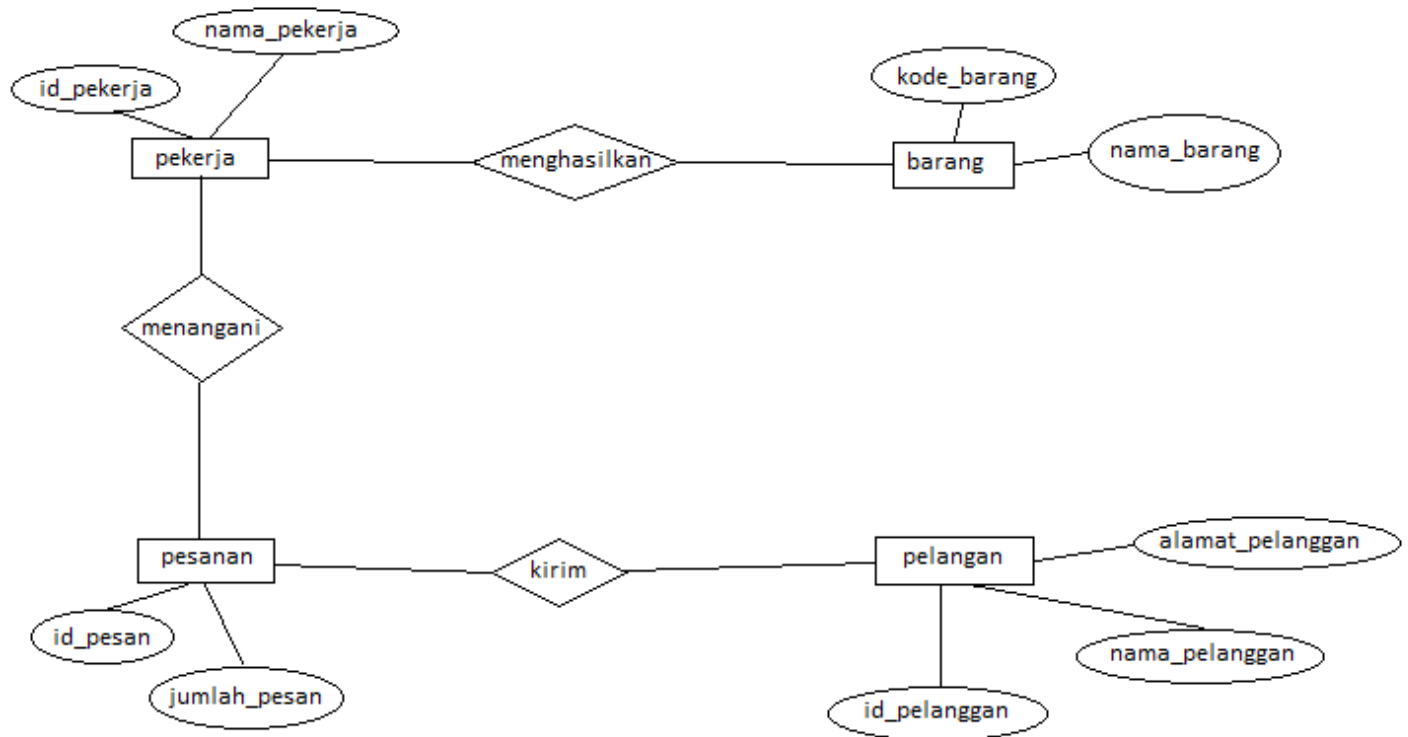 nama_pekerja
id_pekerja
kode_barang
pekerja
menghasilkan
barang
nama_barang
menangani
pesanan
kirim
pelangan
alamat_pelanggan
id_pesan
nama_pelanggan
jumlah_pesan
id_pelanggan